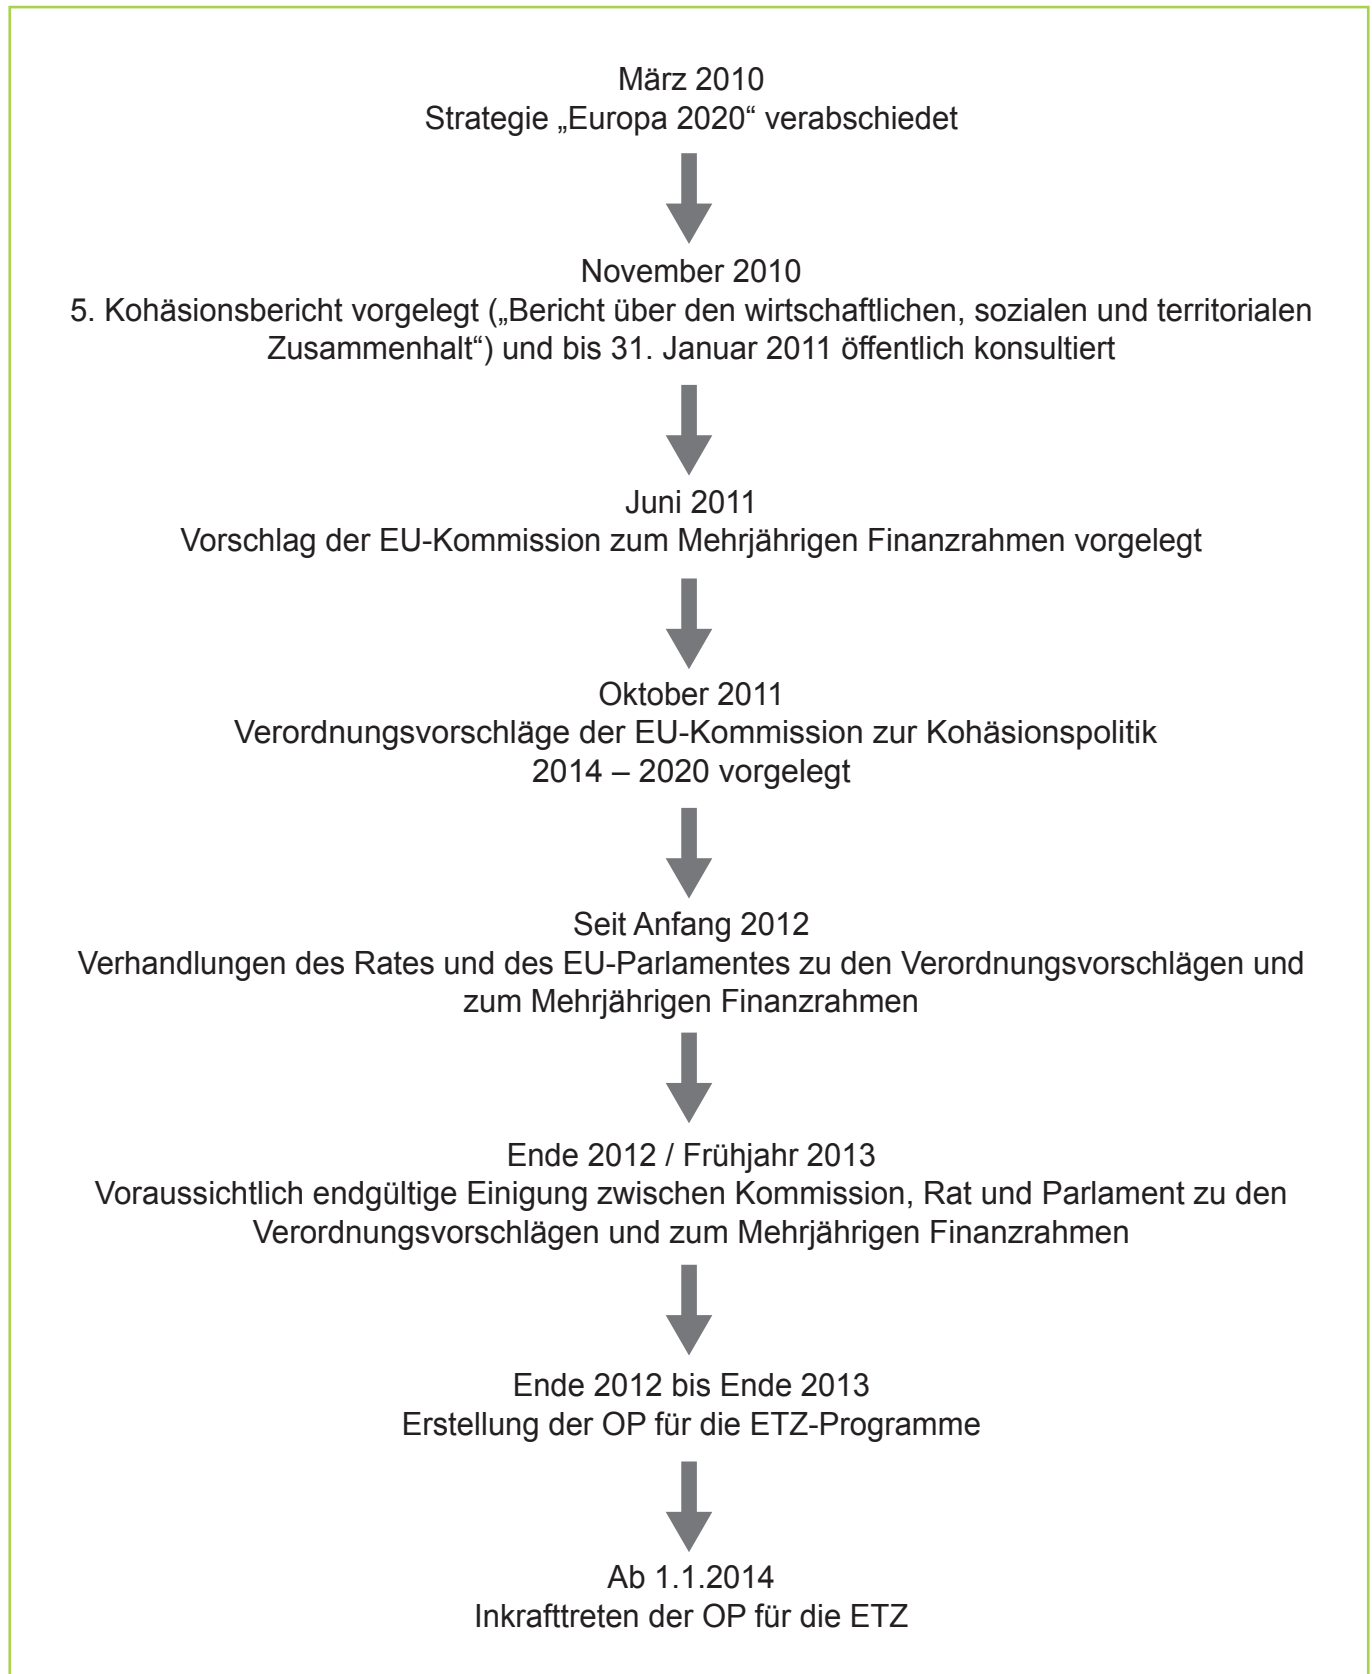 März 2010
Strategie „Europa 2020“ verabschiedet
November 2010
5. Kohäsionsbericht vorgelegt („Bericht über den wirtschaftlichen, sozialen und territorialen
Zusammenhalt“) und bis 31. Januar 2011 öffentlich konsultiert
Juni 2011
Vorschlag der EU-Kommission zum Mehrjährigen Finanzrahmen vorgelegt
Oktober 2011
Verordnungsvorschläge der EU-Kommission zur Kohäsionspolitik
2014 – 2020 vorgelegt
Seit Anfang 2012
Verhandlungen des Rates und des EU-Parlamentes zu den Verordnungsvorschlägen und
zum Mehrjährigen Finanzrahmen
Ende 2012 / Frühjahr 2013
Voraussichtlich endgültige Einigung zwischen Kommission, Rat und Parlament zu den
Verordnungsvorschlägen und zum Mehrjährigen Finanzrahmen
Ende 2012 bis Ende 2013
Erstellung der OP für die ETZ-Programme
Ab 1.1.2014
Inkrafttreten der OP für die ETZ